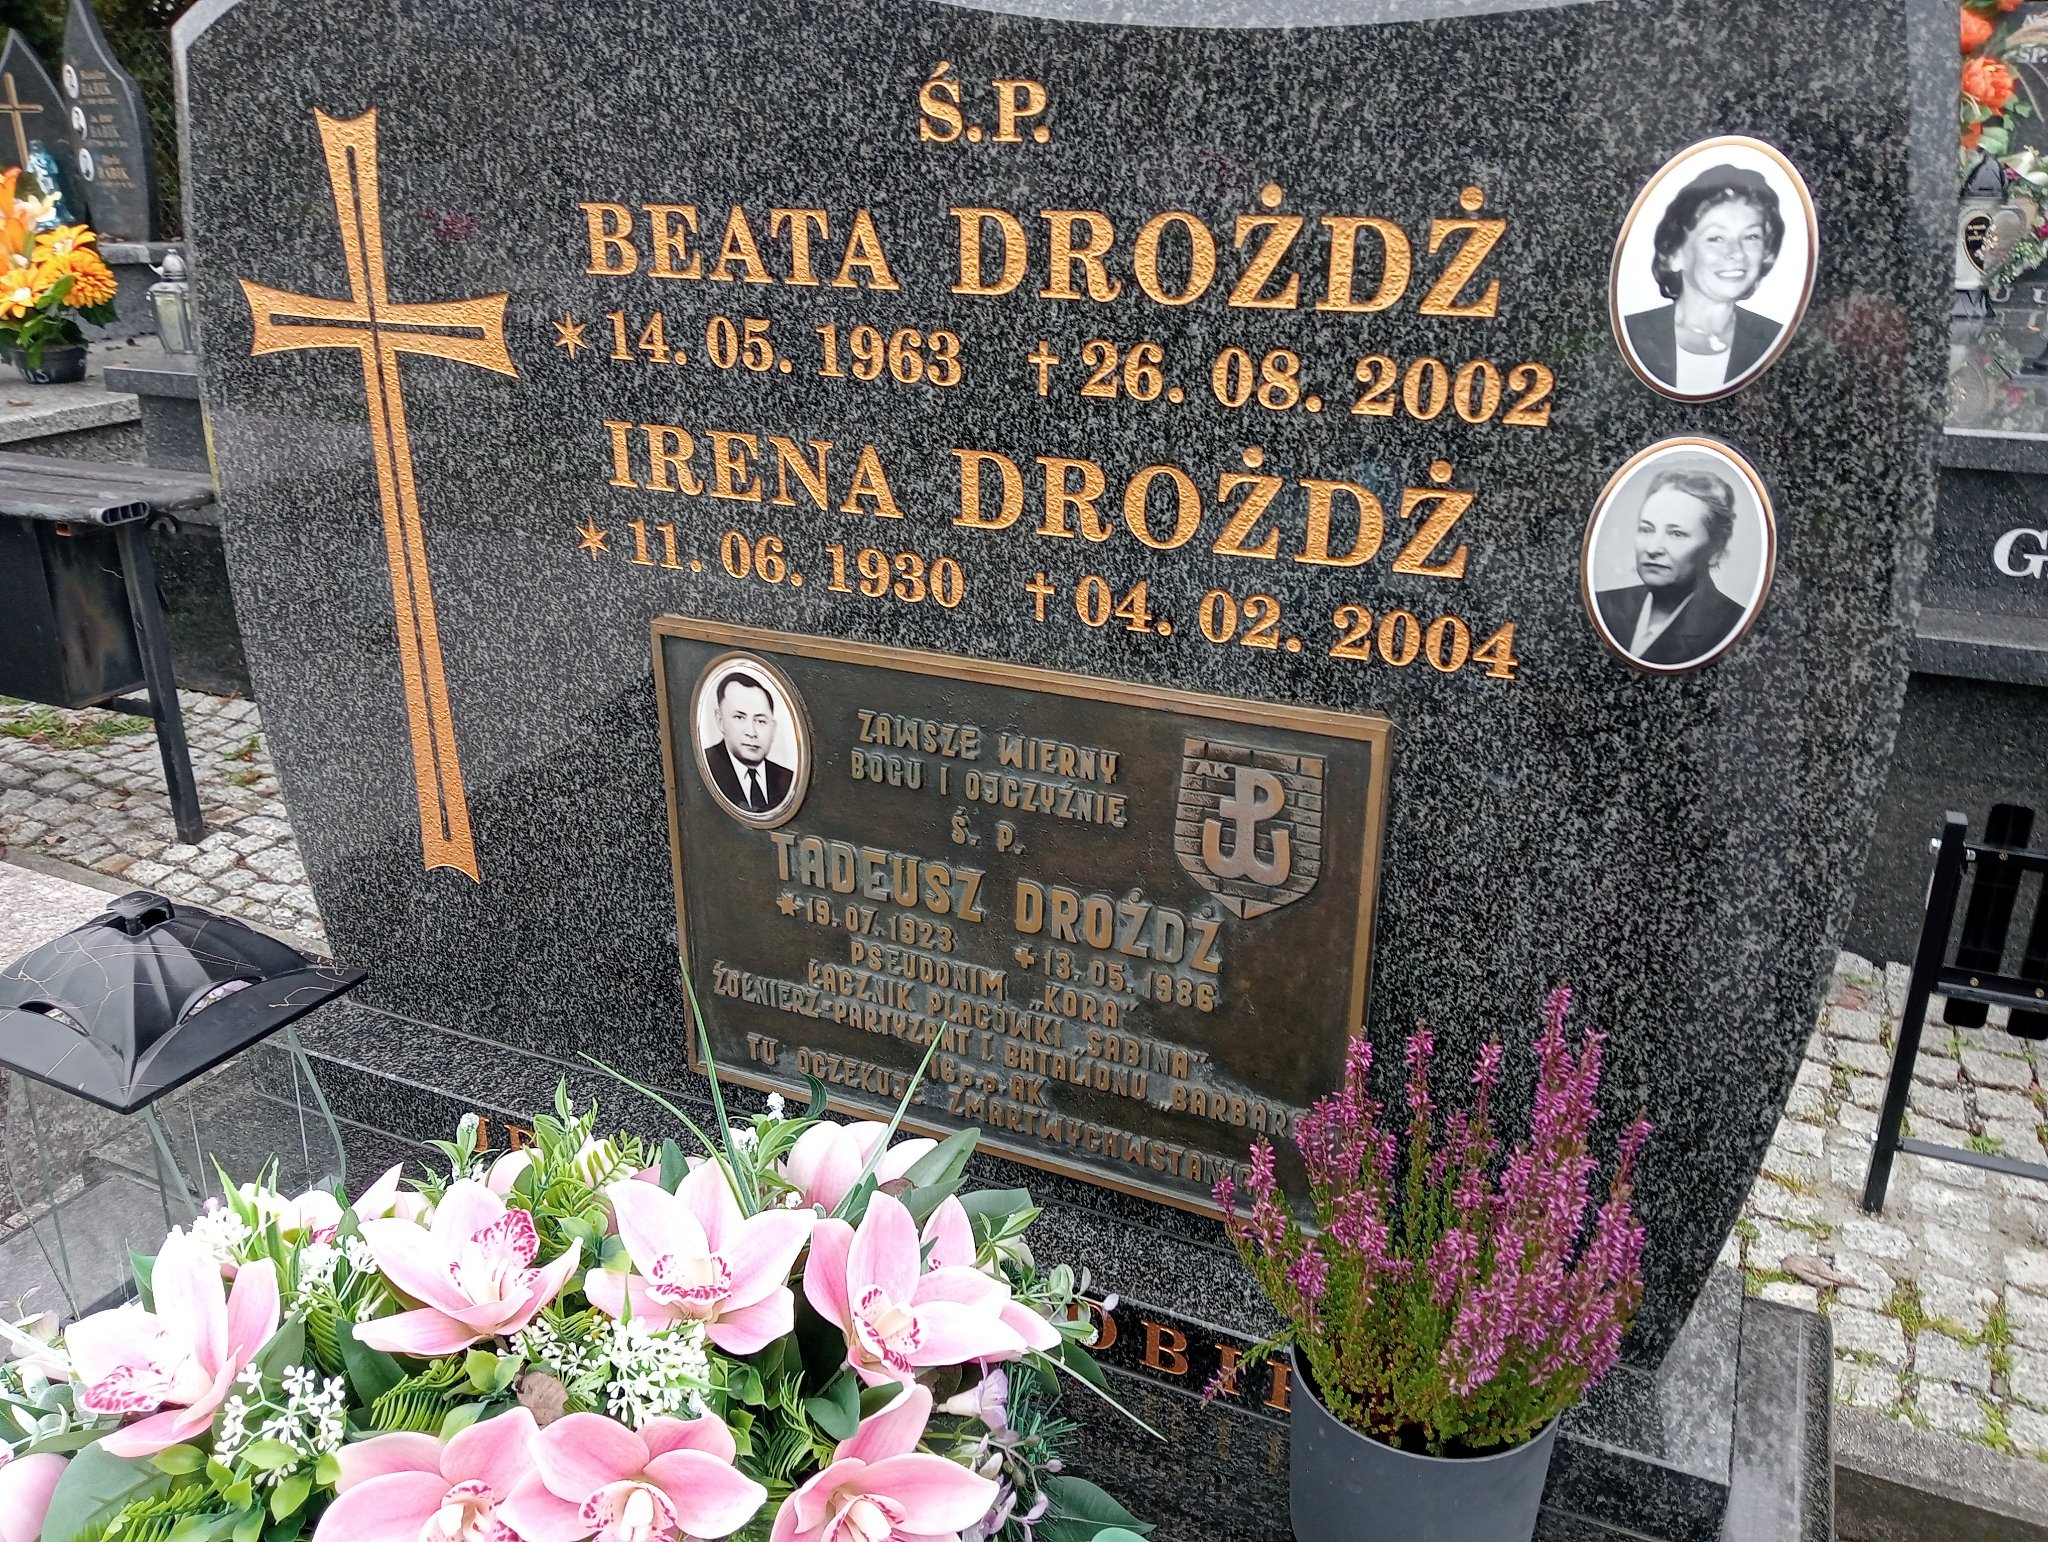 Ś.P.
BEATA DROŻDŻ
* 14. 05. 1963 † 26. 08. 2002
IRENA DROŻDŻ
* 11. 06. 1930 † 04. 02. 2004
ZAWSZE WIERNY
BOGU I OJCZYŹNIE
Ś. P.
AK
TADEUSZ DROŻDŻ
* 19.07.1923 + 13.05.1986
PSEUDONIM „KORA”
ŁĄCZNIK PLACÓWKI „SABINA”
ŻOŁNIERZ-PARTYZANT I. BATALIONU
16 p.p. AK
TU OCZEKUJE ZMARTWYCHWSTANIA